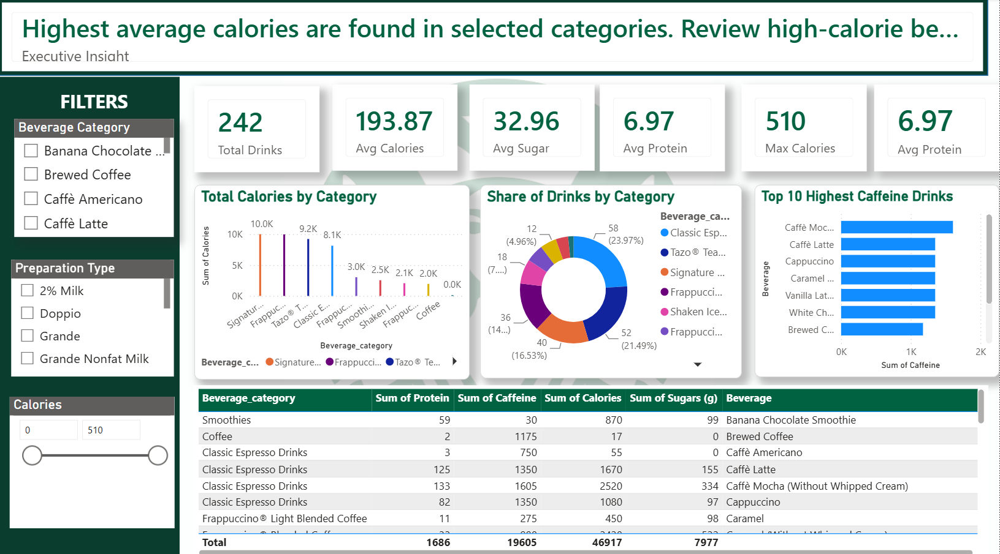 Highest average calories are found in selected categories. Review high-calorie be...
Executive Insight
FILTERS
Beverage Category
Banana Chocolate ...
Brewed Coffee
Caffè Americano
Caffè Latte
Preparation Type
2% Milk
Doppio
Grande
Grande Nonfat Milk
Calories
0 510
242
Total Drinks
193.87
Avg Calories
32.96
Avg Sugar
6.97
Avg Protein
510
Max Calories
6.97
Avg Protein
Total Calories by Category
Sum of Calories
10K
5K
0K
10.0K
9.2K
8.1K
3.0K
2.5K
2.1K
2.0K
0.0K
Signatur...
Frappuc...
Tazo® T...
Classic E...
Frappuc...
Smoothi...
Shaken I...
Frappuc...
Coffee
Beverage_category
Beverage_c... Signature... Frappucci... Tazo® Te...
Share of Drinks by Category
58
(23.97%)
52
(21.49%)
40
(16.53%)
36
(14...)
18
(7....)
12
(4.96%)
Beverage_ca...
Classic Esp...
Tazo® Tea...
Signature ...
Frappucci...
Shaken Ice...
Frappucci...
Top 10 Highest Caffeine Drinks
Beverage
Caffè Moc...
Caffè Latte
Cappuccino
Caramel ...
Vanilla Lat...
White Ch...
Brewed C...
0K 1K 2K
Sum of Caffeine
Beverage_category Sum of Protein Sum of Caffeine Sum of Calories Sum of Sugars (g) Beverage
Smoothies 59 30 870 99 Banana Chocolate Smoothie
Coffee 2 1175 17 0 Brewed Coffee
Classic Espresso Drinks 3 750 55 0 Caffè Americano
Classic Espresso Drinks 125 1350 1670 155 Caffè Latte
Classic Espresso Drinks 133 1605 2520 334 Caffè Mocha (Without Whipped Cream)
Classic Espresso Drinks 82 1350 1080 97 Cappuccino
Frappuccino® Light Blended Coffee 11 275 450 98 Caramel
Total 1686 19605 46917 7977